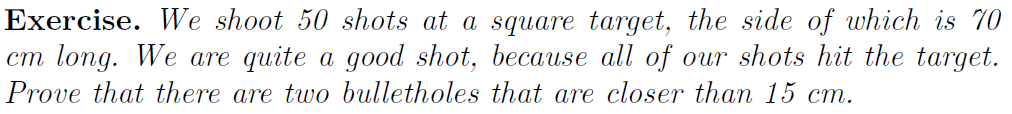 Exercise. We shoot 50 shots at a square target, the side of which is 70
cm long. We are quite a good shot, because all of our shots hit the target.
Prove that there are two bulletholes that are closer than 15 cm.